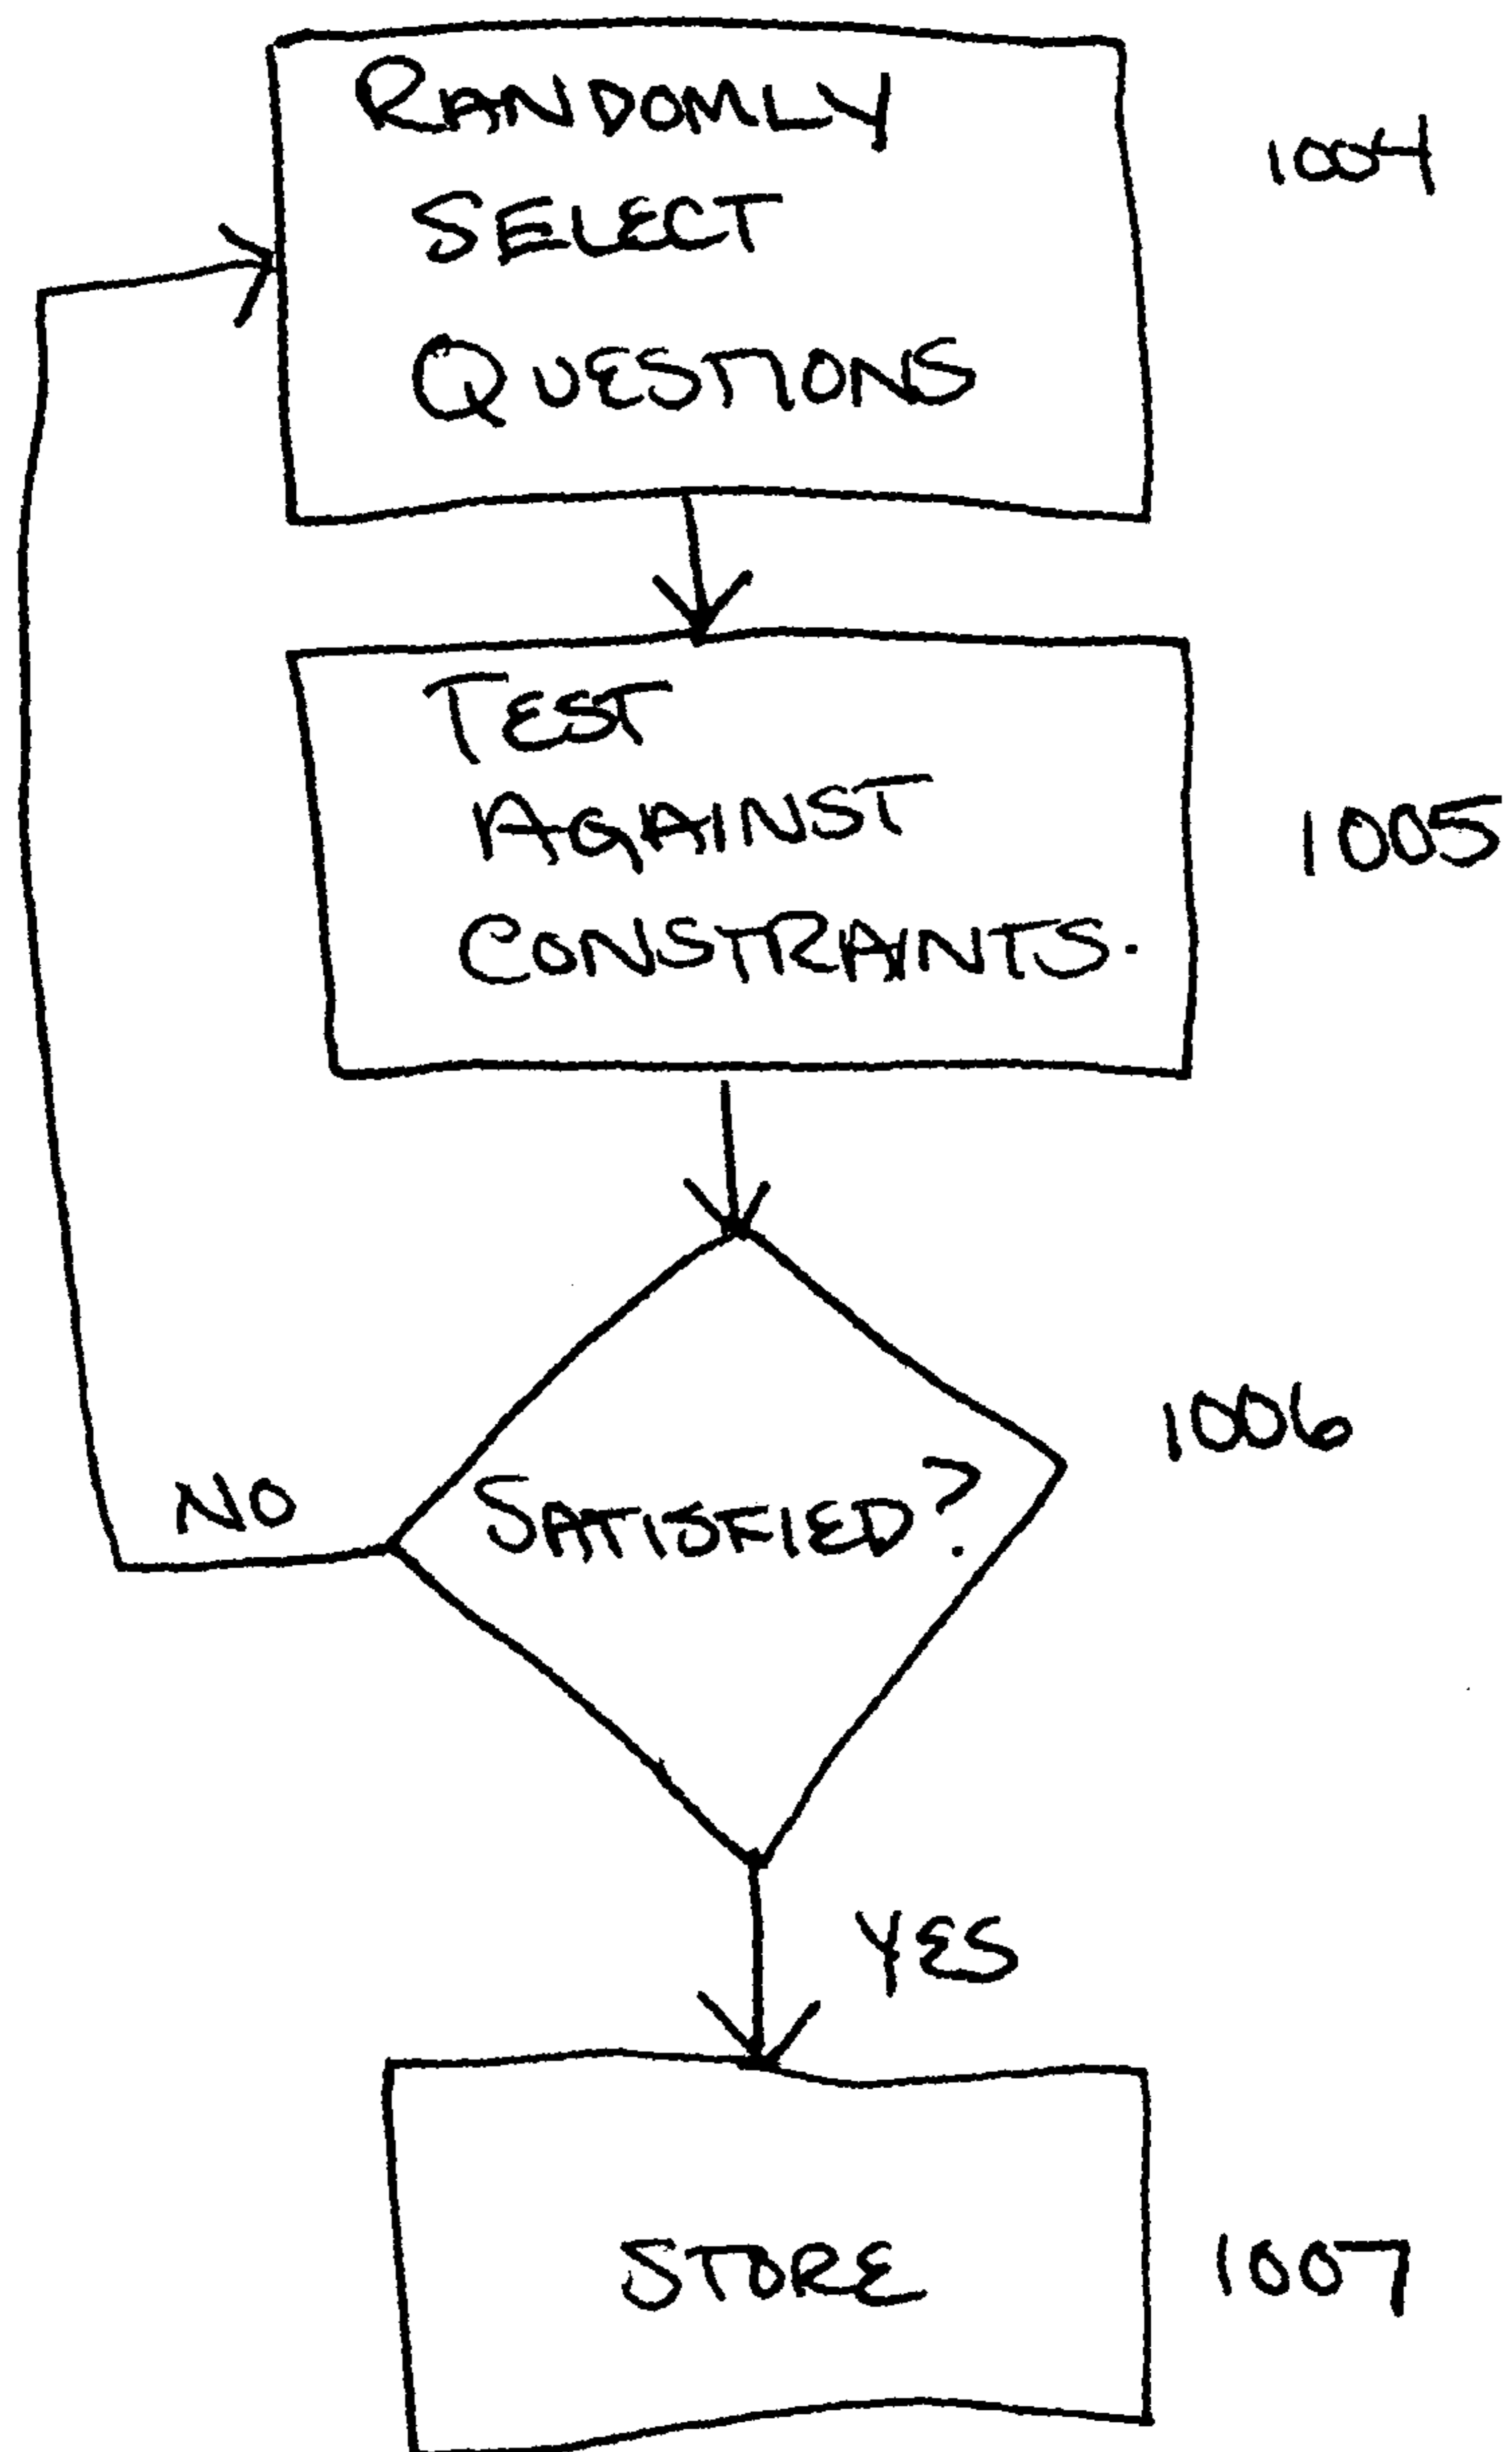 RANDOMLY
SELECT
QUESTIONS
1004
TEST
AGAINST
CONSTRAINTS.
1005
1006
NO
SATISFIED?
YES
STORE
1007